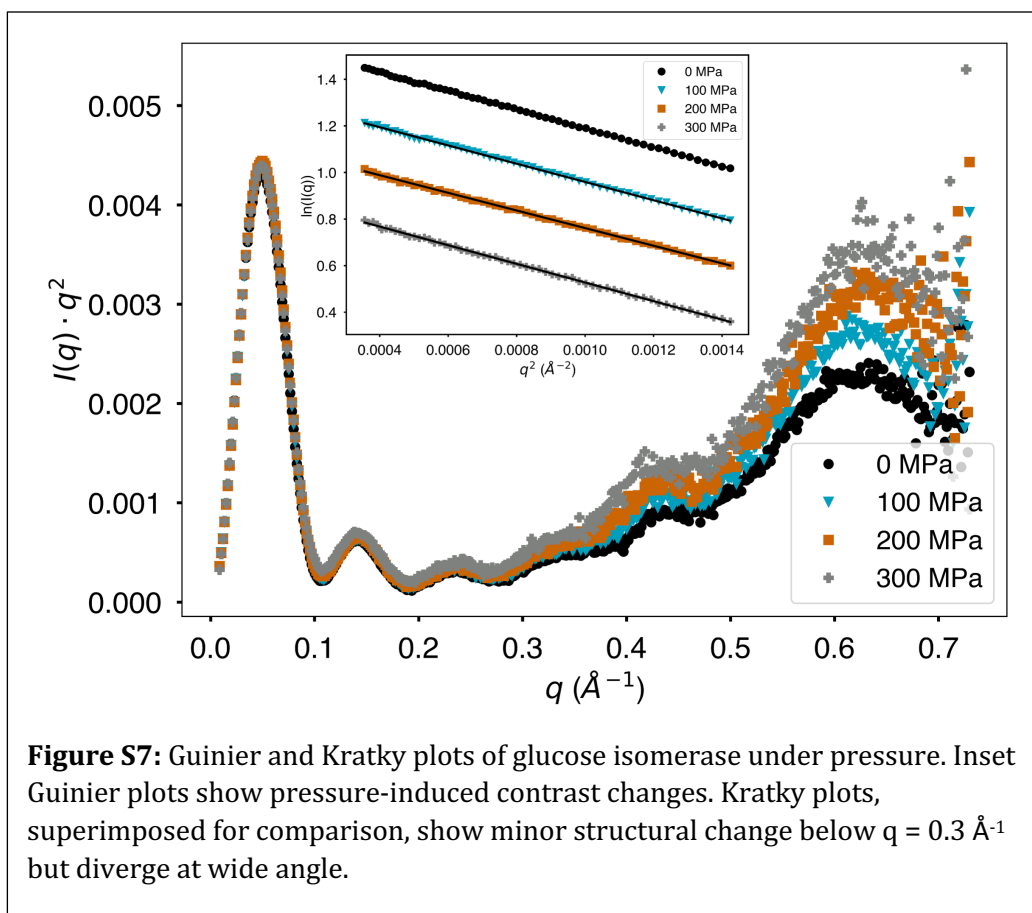 0.005
0.004
0.003
0.002
0.001
0.000
I(q) · q²
0.0 0.1 0.2 0.3 0.4 0.5 0.6 0.7
q (Å⁻¹)
1.4
1.2
1.0
0.8
0.6
0.4
ln(I(q))
0.0004 0.0006 0.0008 0.0010 0.0012 0.0014
q² (Å⁻²)
0 MPa
100 MPa
200 MPa
300 MPa
0 MPa
100 MPa
200 MPa
300 MPa
Figure S7: Guinier and Kratky plots of glucose isomerase under pressure. Inset
Guinier plots show pressure-induced contrast changes. Kratky plots,
superimposed for comparison, show minor structural change below q = 0.3 Å⁻¹
but diverge at wide angle.